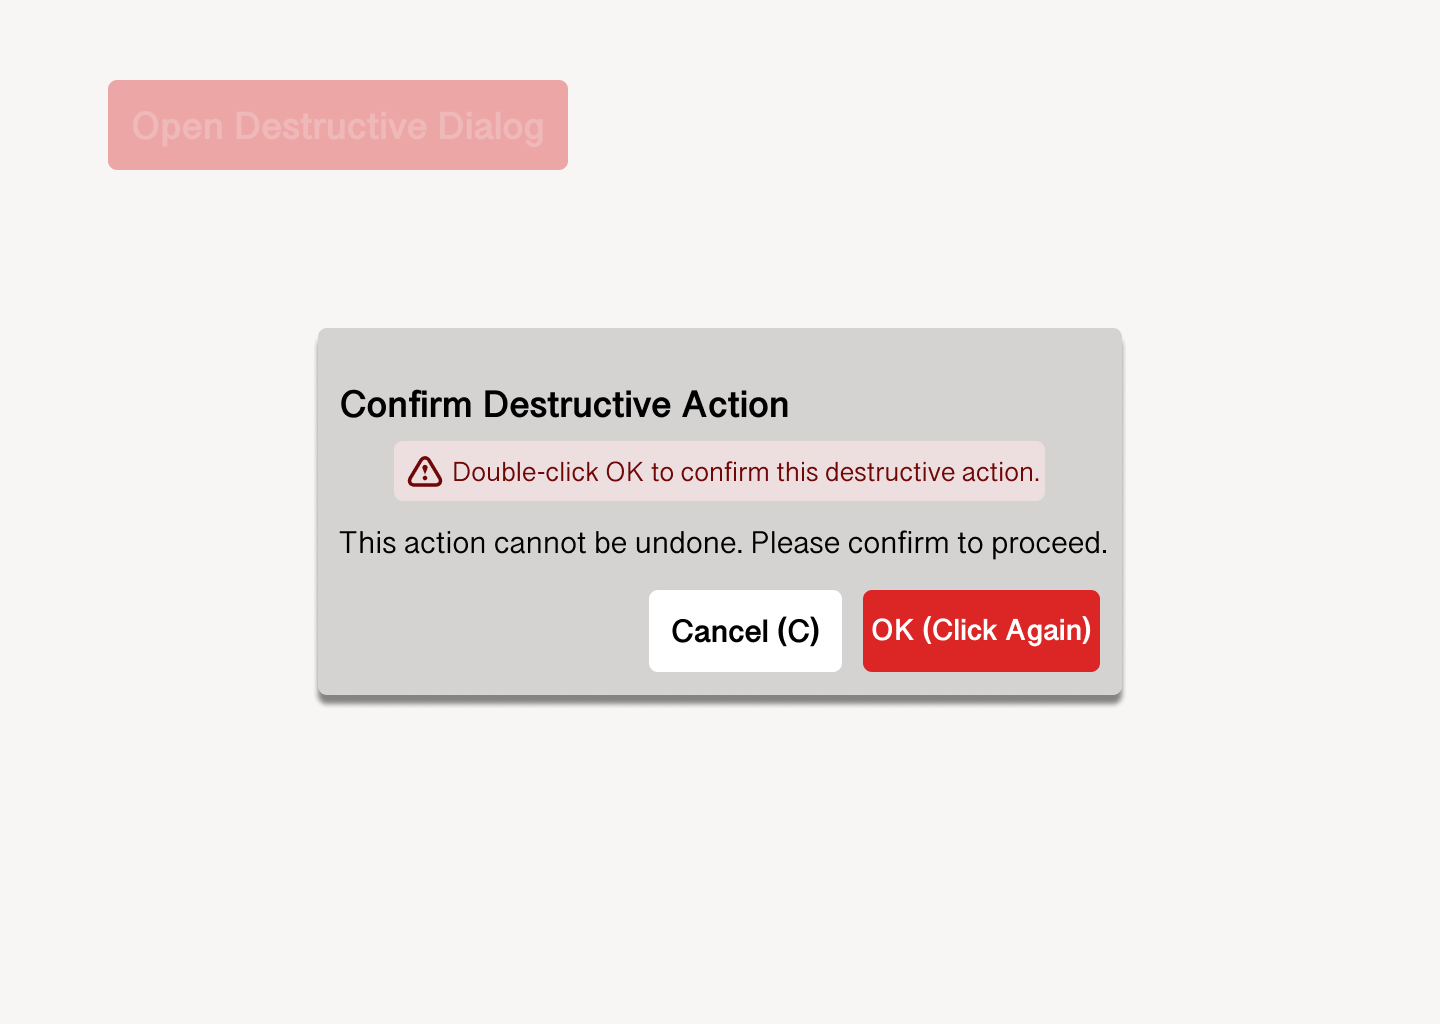 Open Destructive Dialog
Confirm Destructive Action
Double-click OK to confirm this destructive action.
This action cannot be undone. Please confirm to proceed.
Cancel (C)
OK (Click Again)